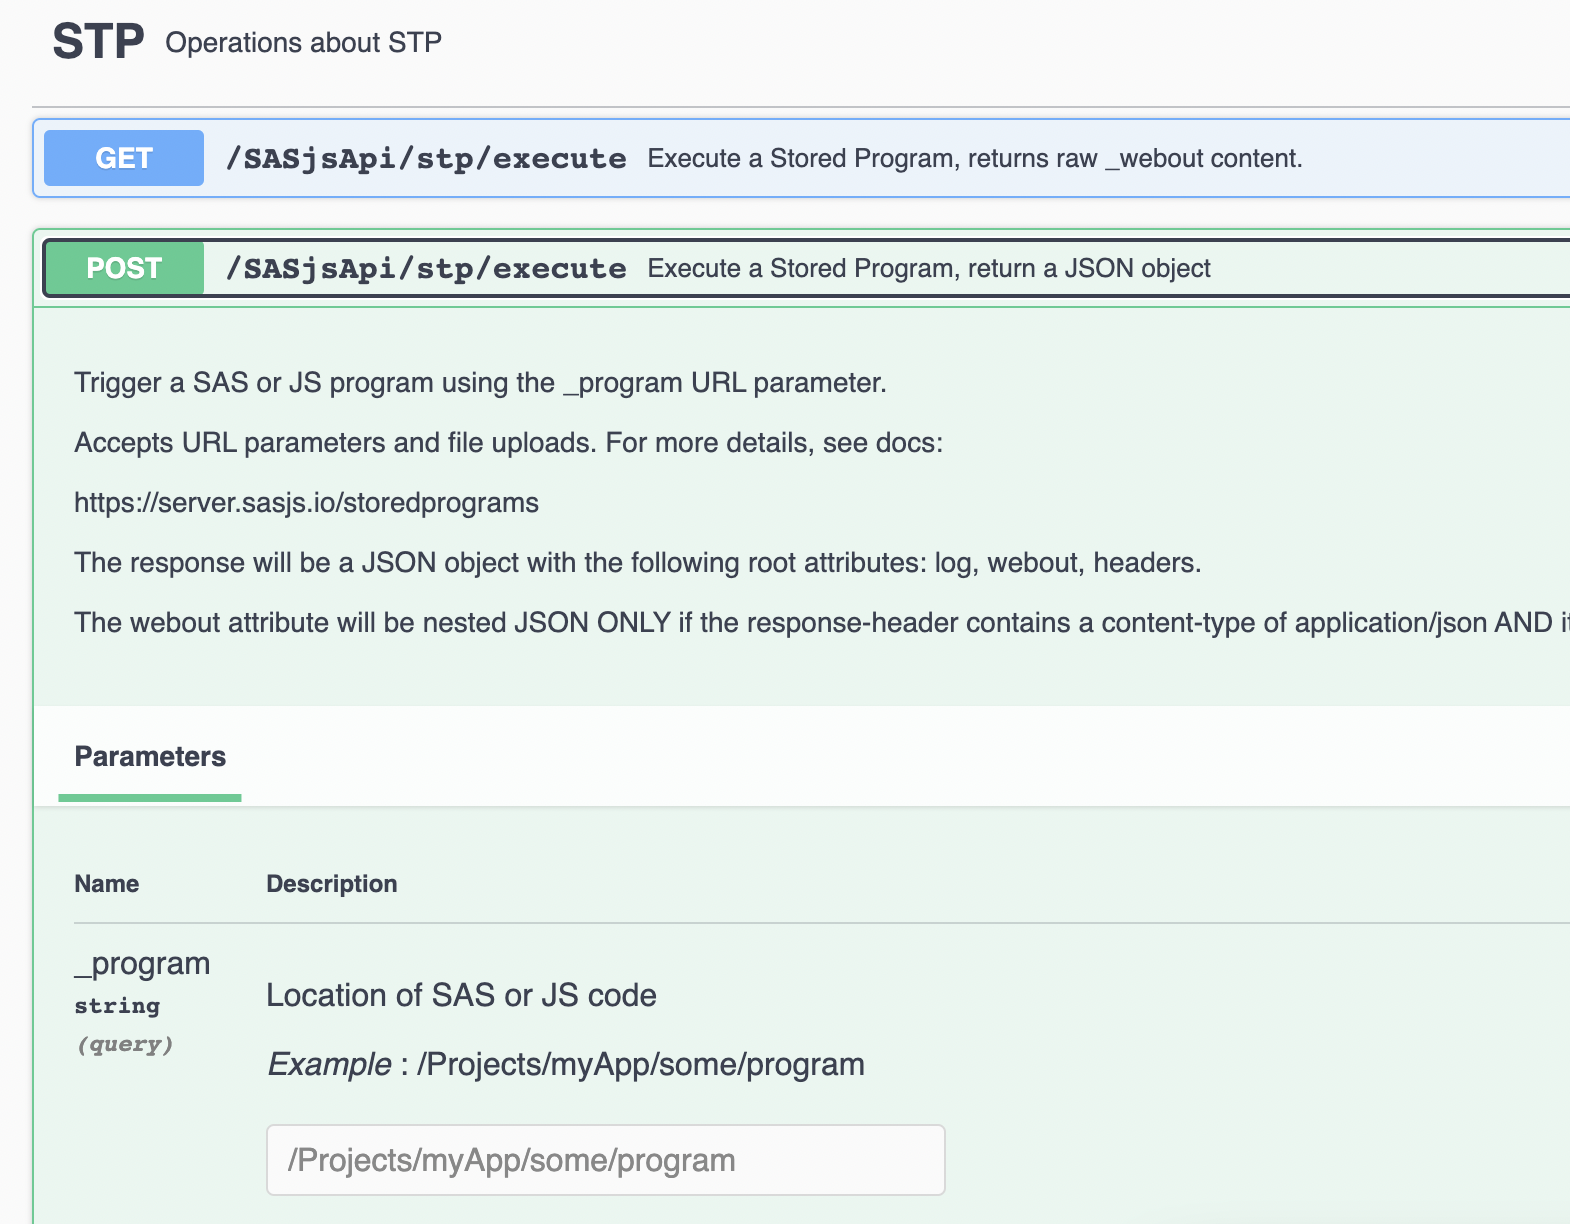 STP Operations about STP
GET /SASjsApi/stp/execute Execute a Stored Program, returns raw _webout content.
POST /SASjsApi/stp/execute Execute a Stored Program, return a JSON object
Trigger a SAS or JS program using the _program URL parameter.
Accepts URL parameters and file uploads. For more details, see docs:
https://server.sasjs.io/storedprograms
The response will be a JSON object with the following root attributes: log, webout, headers.
The webout attribute will be nested JSON ONLY if the response-header contains a content-type of application/json AND it
Parameters
Name Description
_program
string
(query)
Location of SAS or JS code
Example : /Projects/myApp/some/program
/Projects/myApp/some/program